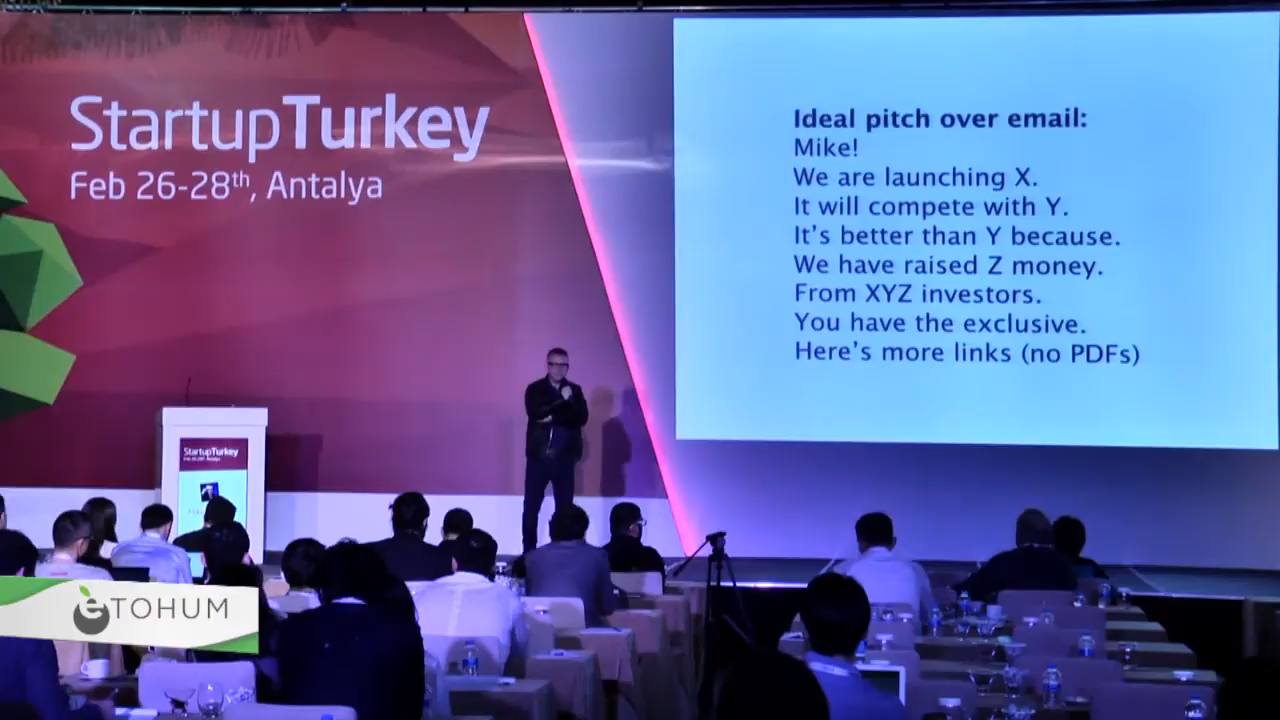 StartupTurkey
Feb 26-28th, Antalya
Ideal pitch over email:
Mike!
We are launching X.
It will compete with Y.
It's better than Y because.
We have raised Z money.
From XYZ investors.
You have the exclusive.
Here's more links (no PDFs)
StartupTurkey
eTOHUM